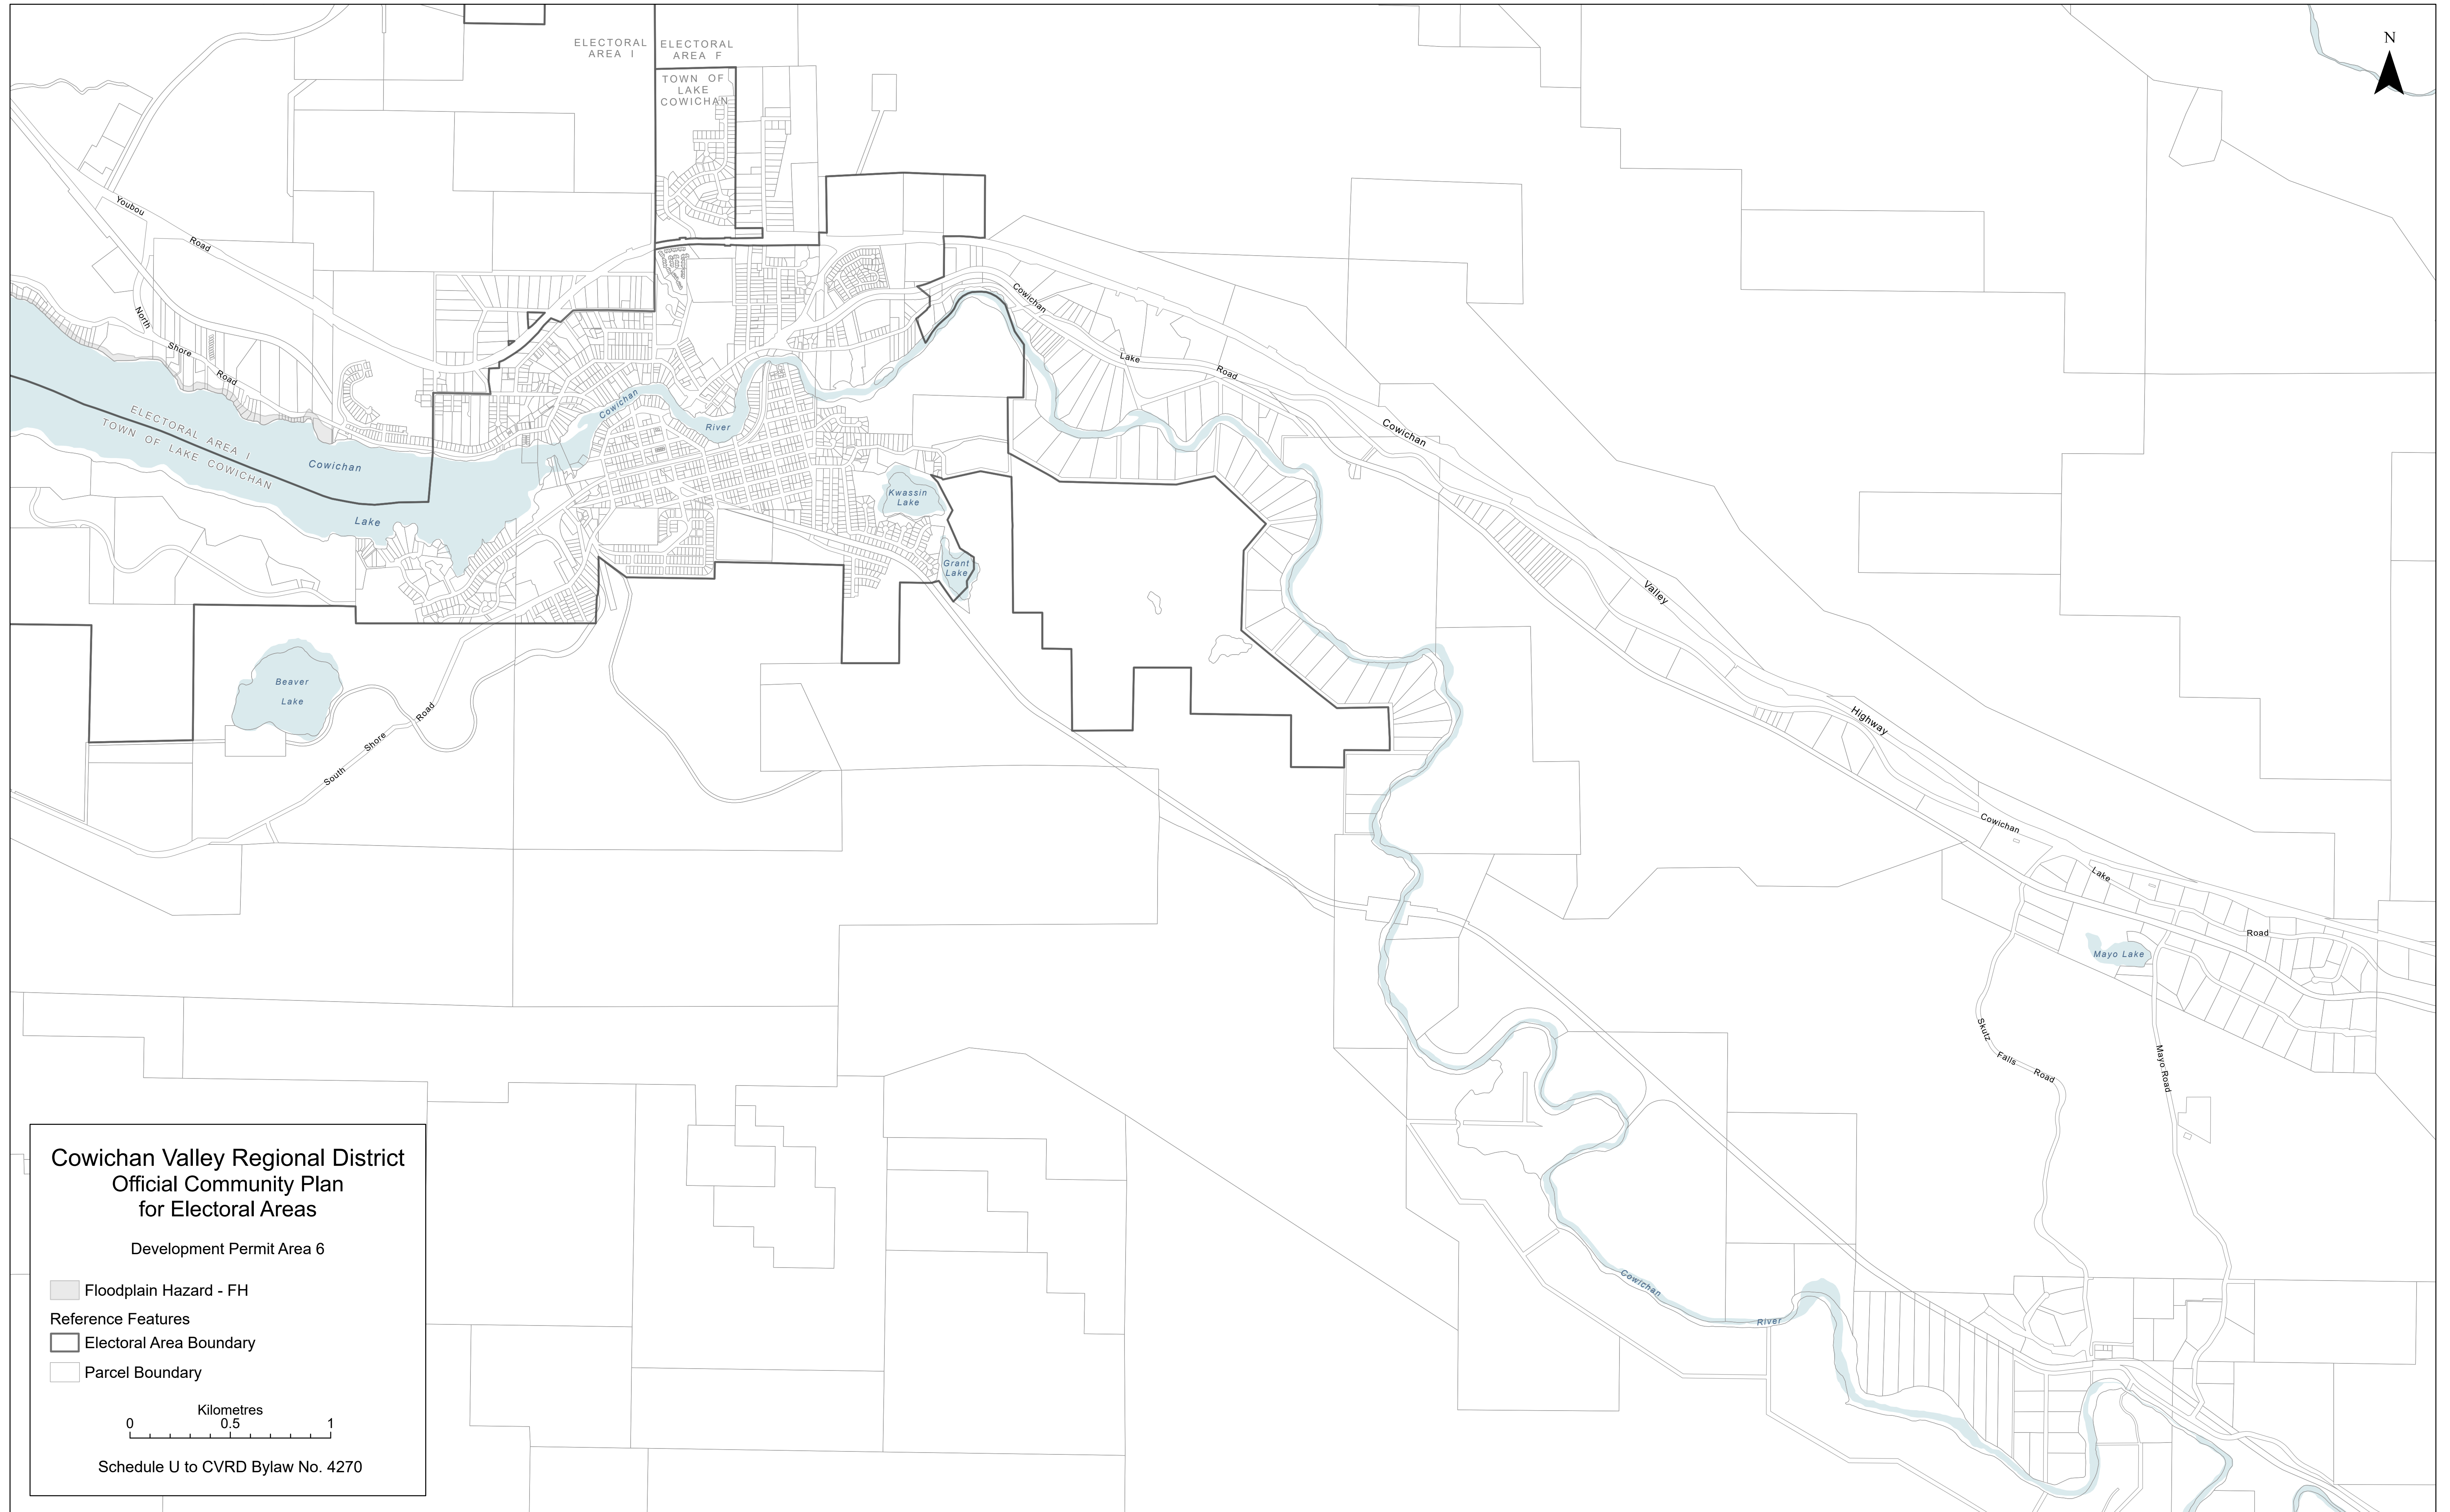 ELECTORAL
AREA I
ELECTORAL
AREA F
TOWN OF
LAKE
COWICHAN
N
Youbou
Road
North
Shore
Road
Cowichan
Lake
Road
ELECTORAL AREA I
TOWN OF LAKE COWICHAN
Cowichan
Lake
Cowichan
River
Kwassin
Lake
Grant
Lake
Cowichan
Valley
Highway
Beaver
Lake
South
Shore
Road
Cowichan
Lake
Road
Mayo Lake
Skutz
Falls
Road
Mayo Road
Cowichan
River
Cowichan Valley Regional District
Official Community Plan
for Electoral Areas
Development Permit Area 6
Floodplain Hazard - FH
Reference Features
Electoral Area Boundary
Parcel Boundary
Kilometres
0 0.5 1
Schedule U to CVRD Bylaw No. 4270